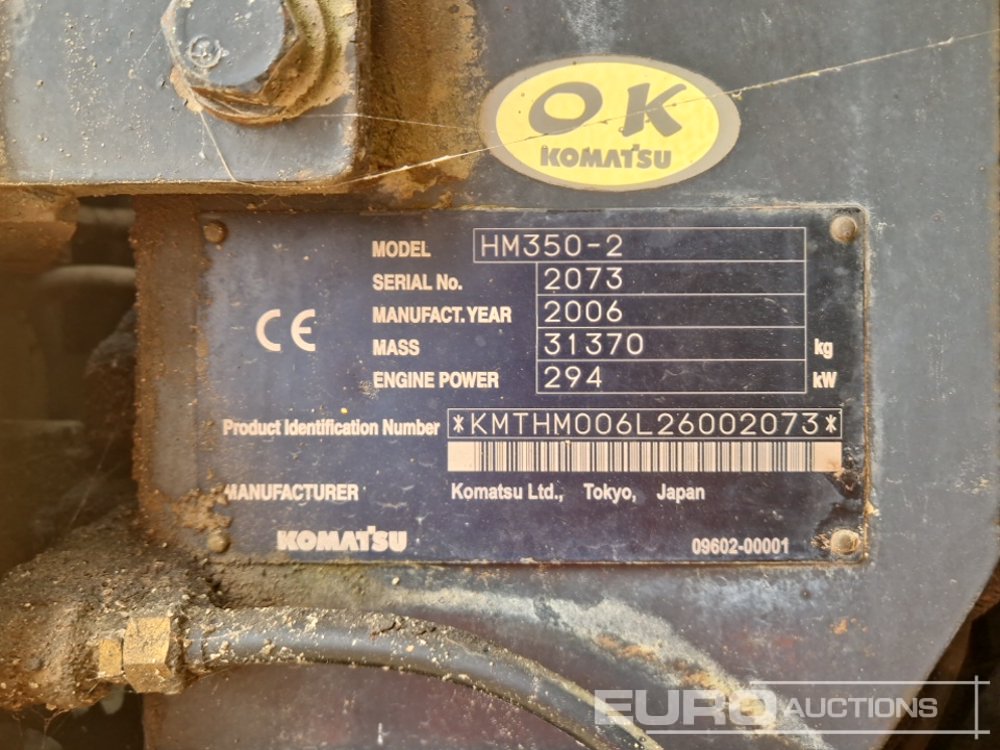 OK
KOMATSU
MODEL HM350-2
SERIAL No. 2073
MANUFACT. YEAR 2006
MASS 31370 kg
ENGINE POWER 294 kW
CE
Product Identification Number *KMTHM006L26002073*
MANUFACTURER Komatsu Ltd., Tokyo, Japan
KOMATSU
09602-00001
EURO AUCTIONS